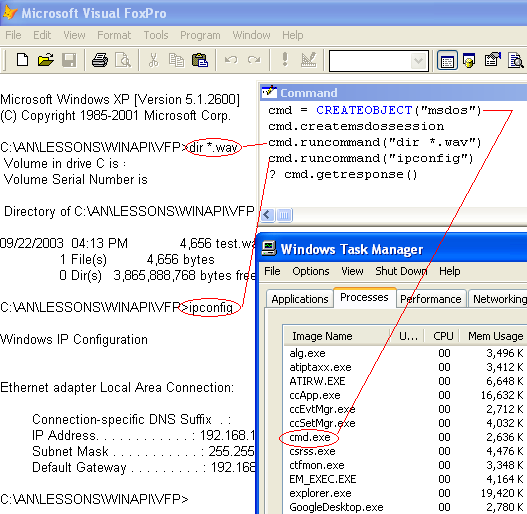 Microsoft Visual FoxPro
File Edit View Format Tools Program Window Help
Microsoft Windows XP [Version 5.1.2600]
(C) Copyright 1985-2001 Microsoft Corp.
C:\AN\LESSONS\WINAPI\VFP>dir *.wav
Volume in drive C is :
Volume Serial Number is
Directory of C:\AN\LESSONS\WINAPI\VFP
09/22/2003 04:13 PM 4,656 test.wa
1 File(s) 4,656 bytes
0 Dir(s) 3,865,888,768 bytes free
C:\AN\LESSONS\WINAPI\VFP>ipconfig
Windows IP Configuration
Ethernet adapter Local Area Connection:
Connection-specific DNS Suffix . :
IP Address. . . . . . . . . . . . : 192.168.1
Subnet Mask . . . . . . . . . . . : 255.255
Default Gateway . . . . . . . . . : 192.168.1
C:\AN\LESSONS\WINAPI\VFP>
Command
cmd = CREATEOBJECT("msdos")
cmd.createmsdossession
cmd.runcommand("dir *.wav")
cmd.runcommand("ipconfig")
? cmd.getresponse()
Windows Task Manager
File Options View Shut Down Help
Applications Processes Performance Networking
Image Name U... CPU Mem Usage
alg.exe 00 3,496 K
atiptaxx.exe 00 3,412 K
ATIRW.EXE 00 6,648 K
ccApp.exe 00 16,632 K
ccEvtMgr.exe 00 2,712 K
ccSetMgr.exe 00 4,032 K
cmd.exe 00 2,636 K
csrss.exe 00 4,476 K
ctfmon.exe 00 3,348 K
EM_EXEC.EXE 00 4,164 K
explorer.exe 00 19,420 K
GoogleDesktop.exe 00 2,780 K